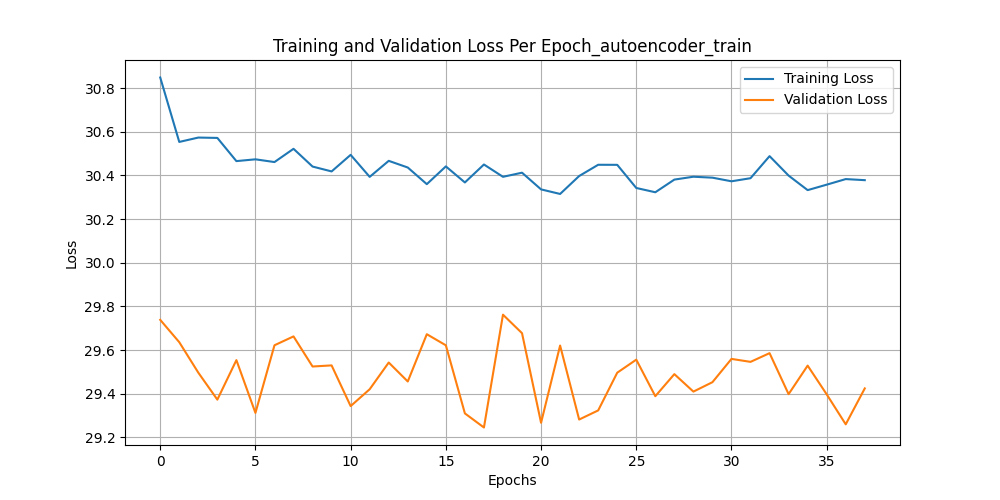 Training and Validation Loss Per Epoch_autoencoder_train
Training Loss
Validation Loss
30.8
30.6
30.4
30.2
30.0
29.8
29.6
29.4
29.2
Loss
0 5 10 15 20 25 30 35
Epochs